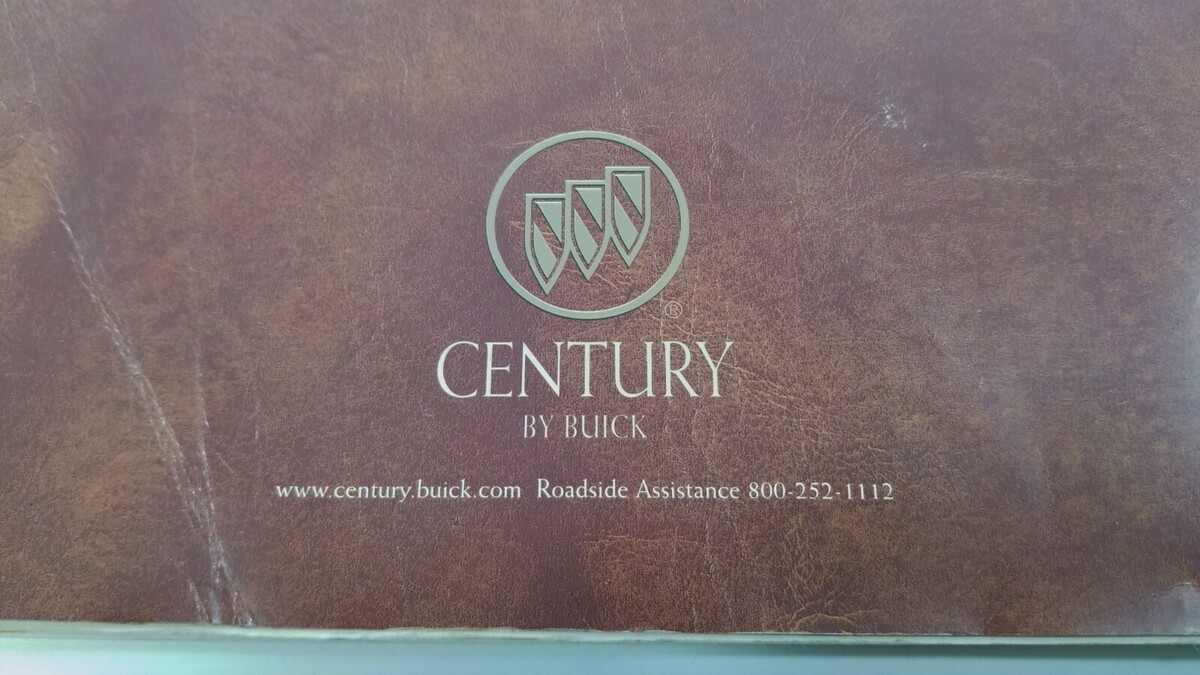 ®
CENTURY
BY BUICK
www.century.buick.com Roadside Assistance 800-252-1112